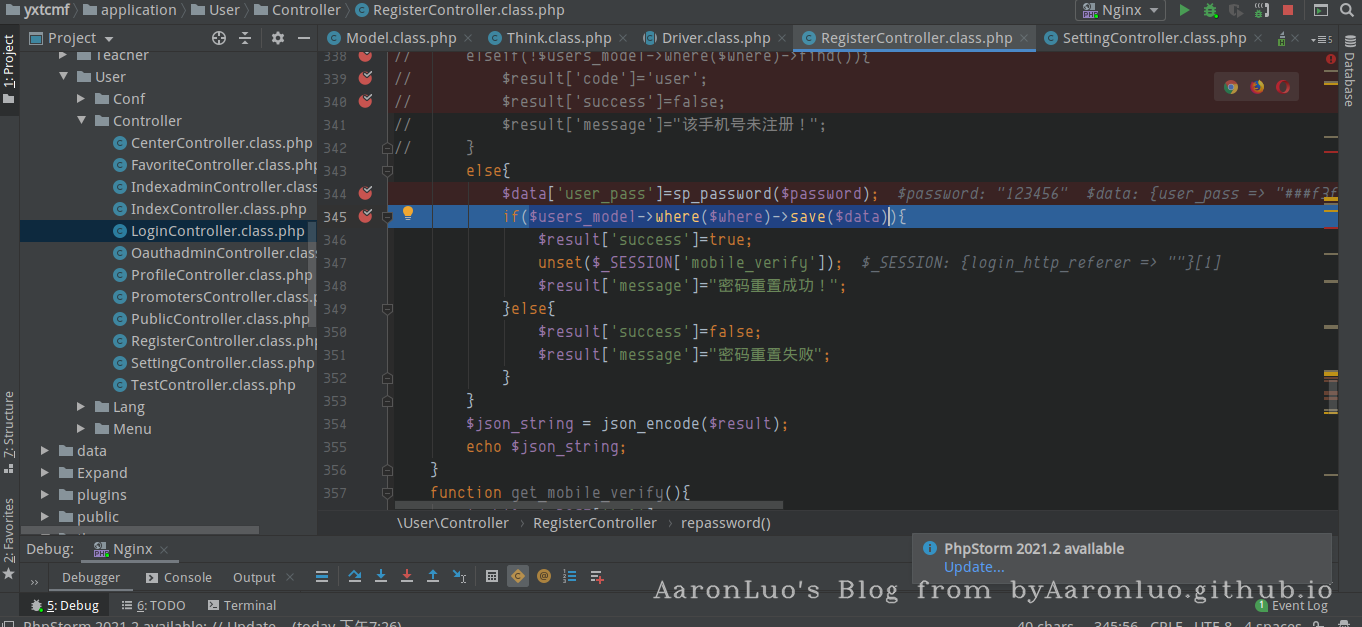 yxtcmf application User Controller RegisterController.class.php Nginx
1: Project
Project
Model.class.php × Think.class.php × Driver.class.php × RegisterController.class.php × SettingController.class.php ×
Database
Teacher
User
Conf
Controller
CenterController.class.php
FavoriteController.class.php
IndexadminController.class
IndexController.class.php
LoginController.class.php
OauthadminController.clas
ProfileController.class.php
PromotersController.class.p
PublicController.class.php
RegisterController.class.php
SettingController.class.php
TestController.class.php
Lang
Menu
data
Expand
plugins
public
7: Structure
2: Favorites
338 // elseif(!$users_model->where($where)->find()){
339 // $result['code']='user';
340 // $result['success']=false;
341 // $result['message']="该手机号未注册！";
342 // }
343 else{
344 $data['user_pass']=sp_password($password); $password: "123456" $data: {user_pass => "###f3f
345 if($users_model->where($where)->save($data)){
346 $result['success']=true;
347 unset($_SESSION['mobile_verify']); $_SESSION: {login_http_referer => ""}[1]
348 $result['message']="密码重置成功！";
349 }else{
350 $result['success']=false;
351 $result['message']="密码重置失败";
352 }
353 }
354 $json_string = json_encode($result);
355 echo $json_string;
356 }
357 function get_mobile_verify(){
\User\Controller › RegisterController › repassword()
Debug: Nginx ×
PhpStorm 2021.2 available
Update...
Debugger Console Output ×
AaronLuo's Blog from byAaronluo.github.io
5: Debug 6: TODO Terminal 1 Event Log
PhpStorm 2021.2 available: // Update... (today 下午7:26) 40 chars 345:56 CRLF UTF-8 4 spaces